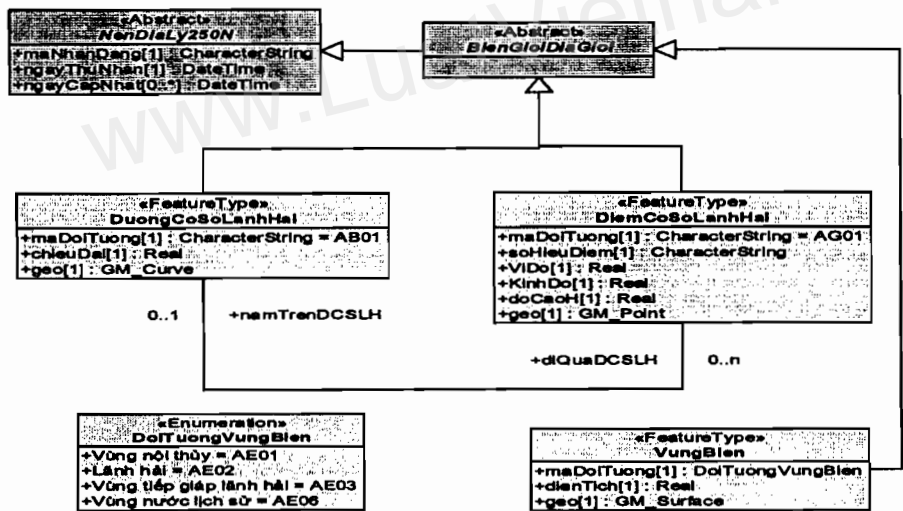 «Abstract»
NenDiaLy250N
+maNhanDang[1] : CharacterString
+ngayThuNhan[1] : DateTime
+ngayCapNhat[0..*] : DateTime
«Abstract»
BienGioiDiaGioi
«FeatureType»
DuongCoSoLanhHai
+maDoiTuong[1] : CharacterString = AB01
+chieuDai[1] : Real
+geo[1] : GM_Curve
«FeatureType»
DiemCoSoLanhHai
+maDoiTuong[1] : CharacterString = AG01
+soHieuDiem[1] : CharacterString
+ViDo[1] : Real
+KinhDo[1] : Real
+doCaoH[1] : Real
+geo[1] : GM_Point
0..1 +namTrenDCSLH
+diQuaDCSLH 0..n
«Enumeration»
DoiTuongVungBien
+Vùng nội thủy = AE01
+Lãnh hải = AE02
+Vùng tiếp giáp lãnh hải = AE03
+Vùng nước lịch sử = AE06
«FeatureType»
VungBien
+maDoiTuong[1] : DoiTuongVungBien
+dienTich[1] : Real
+geo[1] : GM_Surface